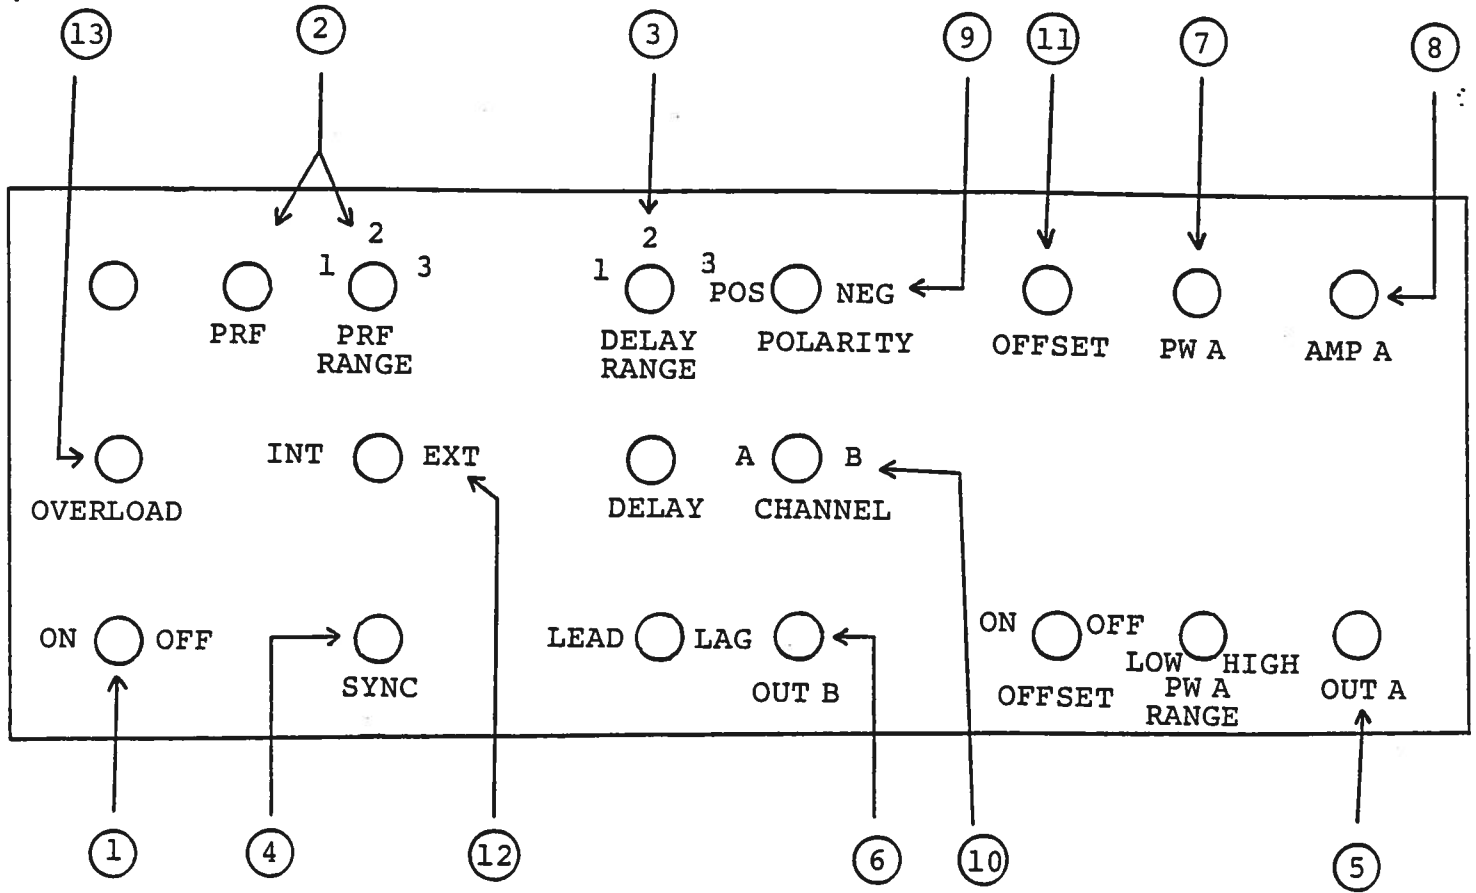 13 2 3 9 11 7 8
2 2
1 3 1 3
POS NEG
PRF PRF RANGE DELAY RANGE POLARITY OFFSET PW A AMP A
INT EXT A B
OVERLOAD DELAY CHANNEL
ON OFF LEAD LAG ON OFF
LOW HIGH
SYNC OUT B OFFSET PW A RANGE OUT A
1 4 12 6 10 5